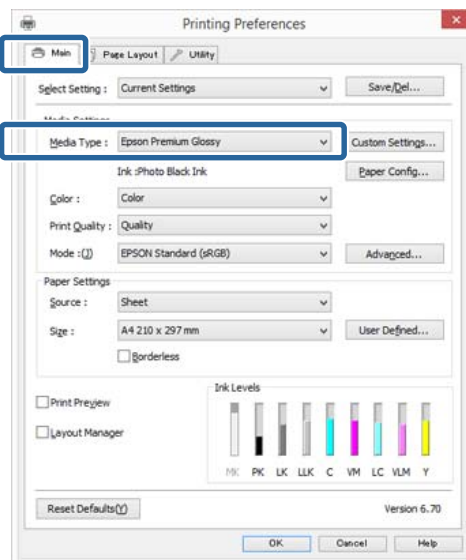 Printing Preferences
Main Page Layout Utility
Select Setting : Current Settings Save/Del...
Media Settings
Media Type : Epson Premium Glossy Custom Settings...
Ink :Photo Black Ink Paper Config...
Color : Color
Print Quality : Quality
Mode :(J) EPSON Standard (sRGB) Advanced...
Paper Settings
Source : Sheet
Size : A4 210 x 297 mm User Defined...
Borderless
Ink Levels
Print Preview
Layout Manager
MK PK LK LLK C VM LC VLM Y
Reset Defaults(Y) Version 6.70
OK Cancel Help